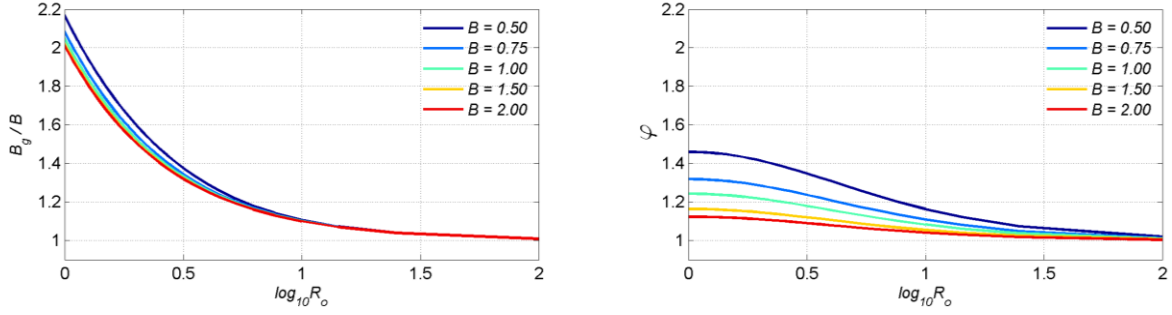 2.2
2
1.8
1.6
1.4
1.2
1
B_g / B
0 0.5 1 1.5 2
log_10 R_o
B = 0.50
B = 0.75
B = 1.00
B = 1.50
B = 2.00
2.2
2
1.8
1.6
1.4
1.2
1
φ
0 0.5 1 1.5 2
log_10 R_o
B = 0.50
B = 0.75
B = 1.00
B = 1.50
B = 2.00